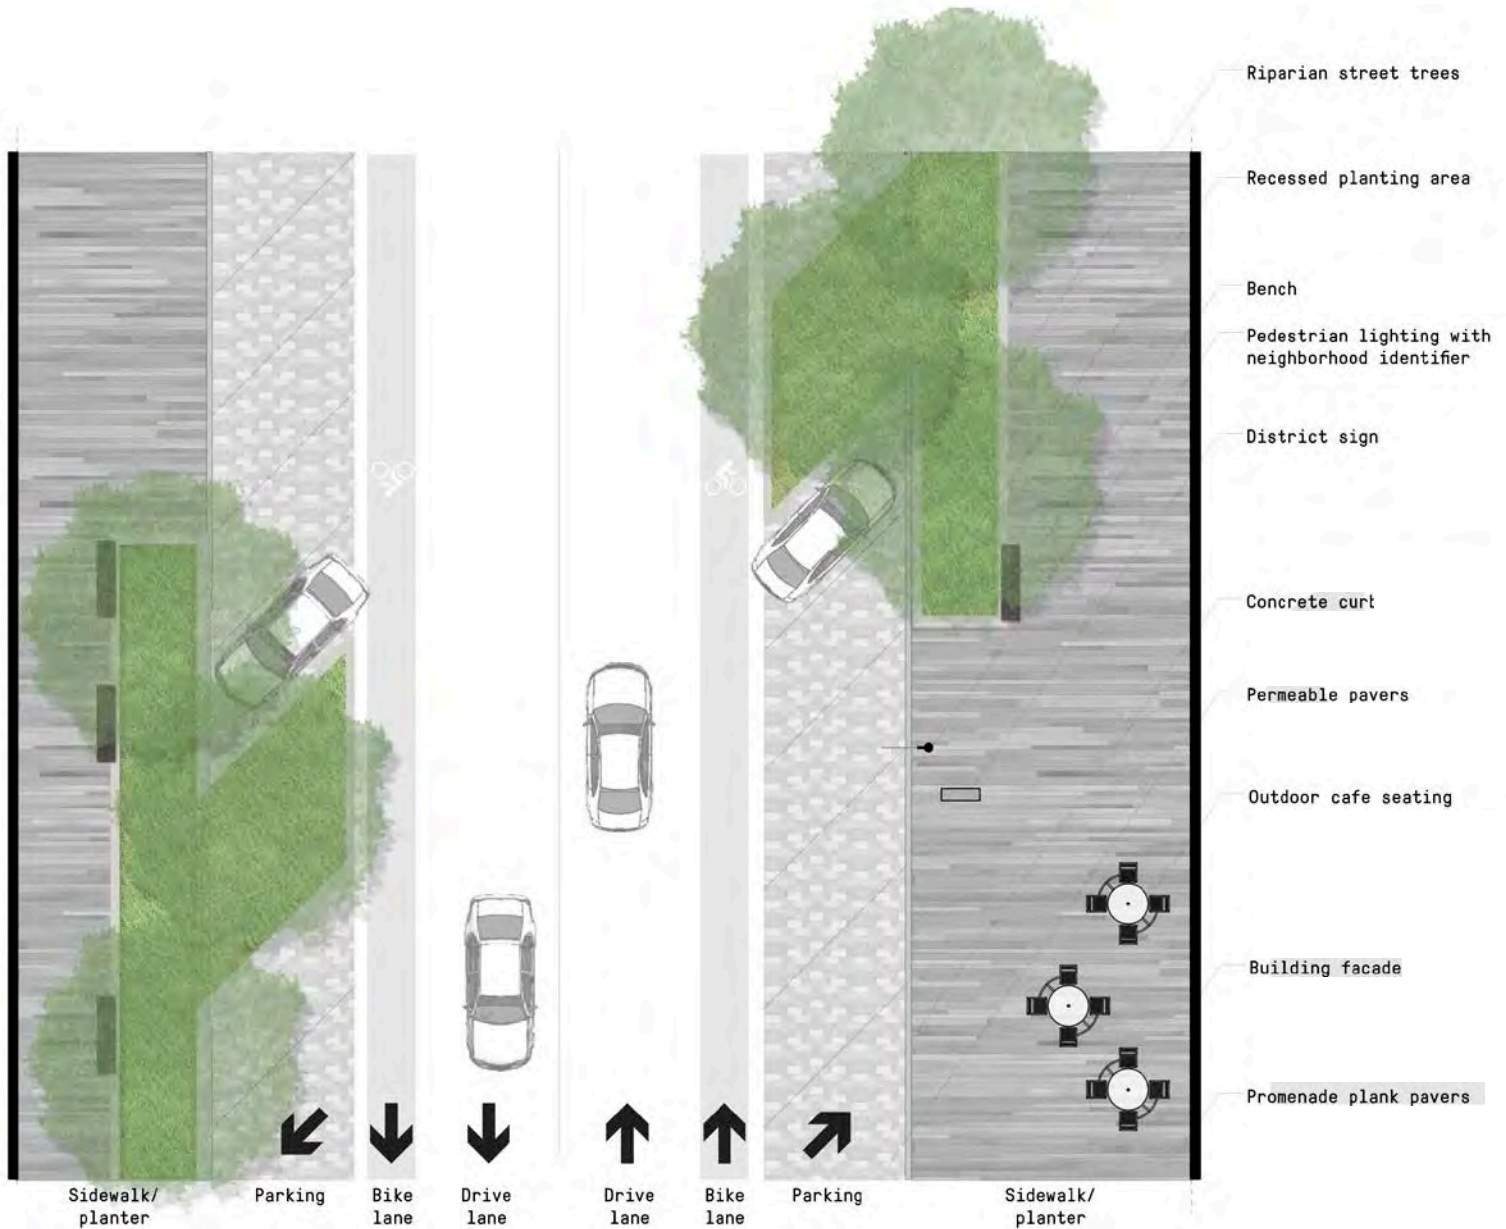 Riparian street trees
Recessed planting area
Bench
Pedestrian lighting with
neighborhood identifier
District sign
Concrete curb
Permeable pavers
Outdoor cafe seating
Building facade
Promenade plank pavers
Sidewalk/
planter
Parking
Bike
lane
Drive
lane
Drive
lane
Bike
lane
Parking
Sidewalk/
planter